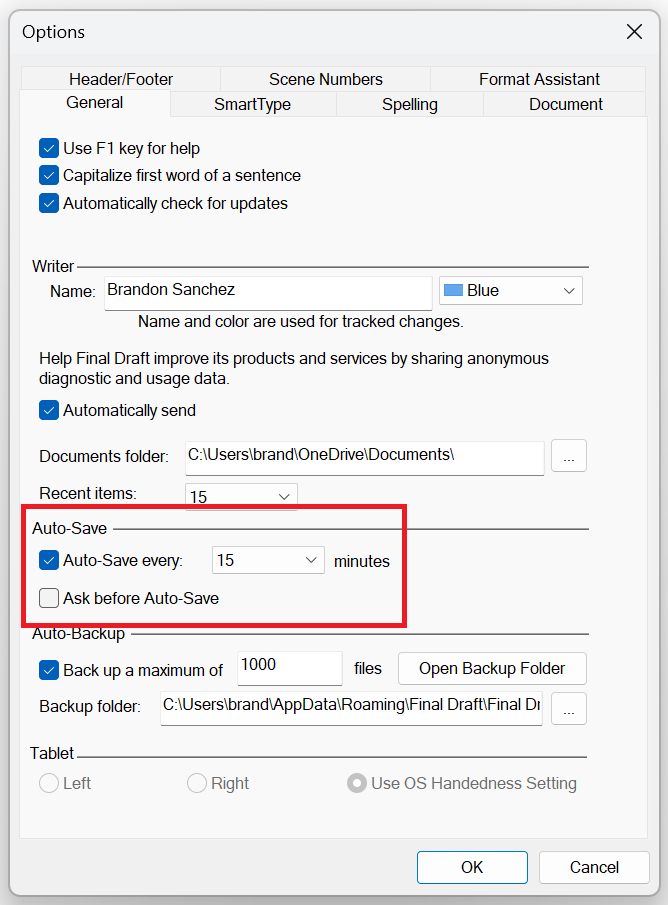 Options
Header/Footer Scene Numbers Format Assistant
General SmartType Spelling Document
Use F1 key for help
Capitalize first word of a sentence
Automatically check for updates
Writer
Name: Brandon Sanchez Blue
Name and color are used for tracked changes.
Help Final Draft improve its products and services by sharing anonymous
diagnostic and usage data.
Automatically send
Documents folder: C:\Users\brand\OneDrive\Documents\ ...
Recent items: 15
Auto-Save
Auto-Save every: 15 minutes
Ask before Auto-Save
Auto-Backup
Back up a maximum of 1000 files Open Backup Folder
Backup folder: C:\Users\brand\AppData\Roaming\Final Draft\Final Dr ...
Tablet
Left Right Use OS Handedness Setting
OK Cancel